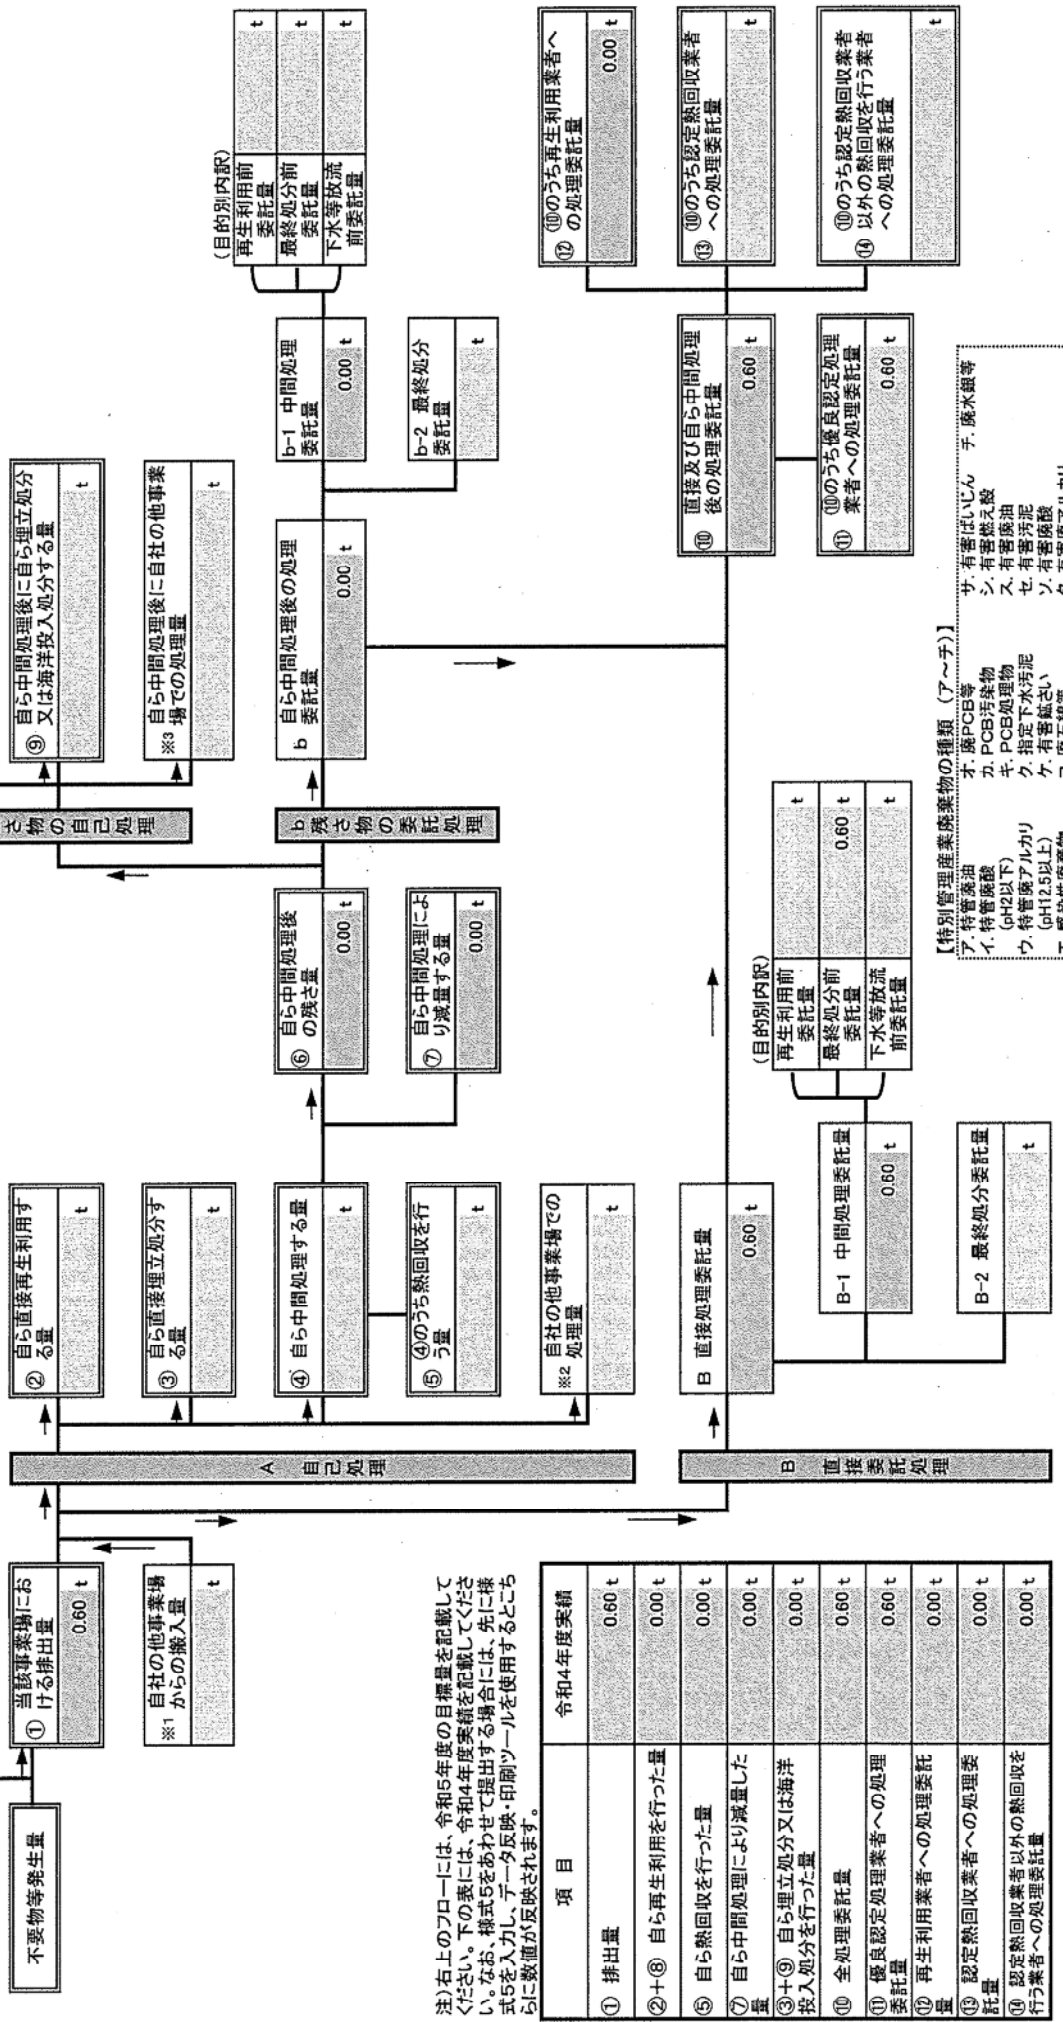 不要物等発生量
① 当該事業場にお
ける排出量
0.60 t
※1 自社の他事業場
からの搬入量
t
A 自己処理
② 自ら直接再生利用す
る量
t
③ 自ら直接埋立処分す
る量
t
④ 自ら中間処理する量
t
⑤ ④のうち熱回収を行
う量
t
※2 自社の他事業場での
処理量
t
⑥ 自ら中間処理後
の残さ量
0.00 t
⑦ 自ら中間処理によ
り減量する量
0.00 t
さ物の自己処理
⑨ 自ら中間処理後に自ら埋立処分
又は海洋投入処分する量
t
※3 自ら中間処理後に自社の他事業
場での処理量
t
b 残さ物の委託処理
b 自ら中間処理後の処理
委託量
0.00 t
b-1 中間処理
委託量
0.00 t
b-2 最終処分
委託量
t
(目的別内訳)
再生利用前
委託量
t
最終処分前
委託量
t
下水等放流
前委託量
t
B 直接委託処理
B 直接処理委託量
0.60 t
B-1 中間処理委託量
0.60 t
B-2 最終処分委託量
t
(目的別内訳)
再生利用前
委託量
t
最終処分前
委託量
0.60 t
下水等放流
前委託量
t
⑩ 直接及び自ら中間処理
後の処理委託量
0.60 t
⑪ ⑩のうち優良認定処理
業者への処理委託量
0.60 t
⑫ ⑩のうち再生利用業者へ
の処理委託量
0.00 t
⑬ ⑩のうち認定熱回収業者
への処理委託量
t
⑭ ⑩のうち認定熱回収業者
以外の熱回収を行う業者
への処理委託量
t
注)右上のフローには、令和5年度の目標量を記載して
ください。下の表には、令和4年度実績を記載してくださ
い。なお、様式5をあわせて提出する場合には、先に様
式5を入力し、データ反映・印刷ツールを使用するとこち
らに数値が反映されます。
項 目 令和4年度実績
① 排出量 0.60 t
②+⑧ 自ら再生利用を行った量 0.00 t
⑤ 自ら熱回収を行った量 0.00 t
⑦ 自ら中間処理により減量した
量 0.00 t
③+⑨ 自ら埋立処分又は海洋
投入処分を行った量 0.00 t
⑩ 全処理委託量 0.60 t
⑪ 優良認定処理業者への処理
委託量 0.60 t
⑫ 再生利用業者への処理委託
量 0.00 t
⑬ 認定熱回収業者への処理委
託量 0.00 t
⑭ 認定熱回収業者以外の熱回収を
行う業者への処理委託量 0.00 t
【特別管理産業廃棄物の種類 (ア～チ)】
ア. 特管廃油
イ. 特管廃酸
(pH2以下)
ウ. 特管廃アルカリ
(pH12.5以上)
オ. 廃PCB等
カ. PCB汚染物
キ. PCB処理物
ク. 指定下水汚泥
ケ. 有害鉱さい
サ. 有害ばいじん
シ. 有害燃え殻
ス. 有害廃油
セ. 有害汚泥
ソ. 有害廃酸
チ. 廃水銀等